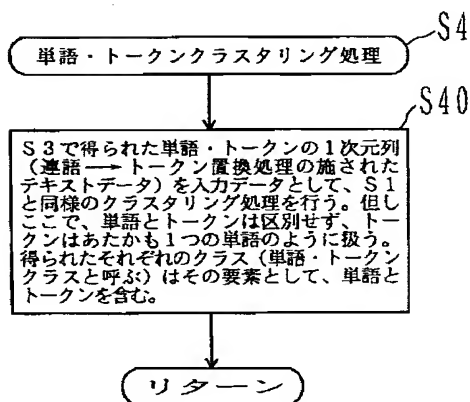 S4
単語・トークンクラスタリング処理
S40
S3で得られた単語・トークンの1次元列
(連語→トークン置換処理の施された
テキストデータ)を入力データとして、S1
と同様のクラスタリング処理を行う。但し
ここで、単語とトークンは区別せず、トー
クンはあたかも1つの単語のように扱う。
得られたそれぞれのクラス(単語・トークン
クラスと呼ぶ)はその要素として、単語と
トークンを含む。
リターン